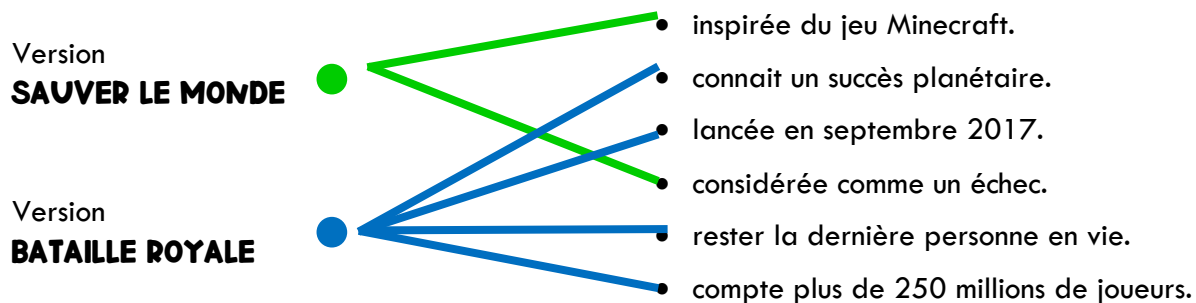 Version
SAUVER LE MONDE
Version
BATAILLE ROYALE
• inspirée du jeu Minecraft.
• connait un succès planétaire.
• lancée en septembre 2017.
• considérée comme un échec.
• rester la dernière personne en vie.
• compte plus de 250 millions de joueurs.